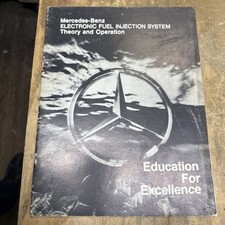 Mercedes-Benz
ELECTRONIC FUEL INJECTION SYSTEM
Theory and Operation
Education
For
Excellence